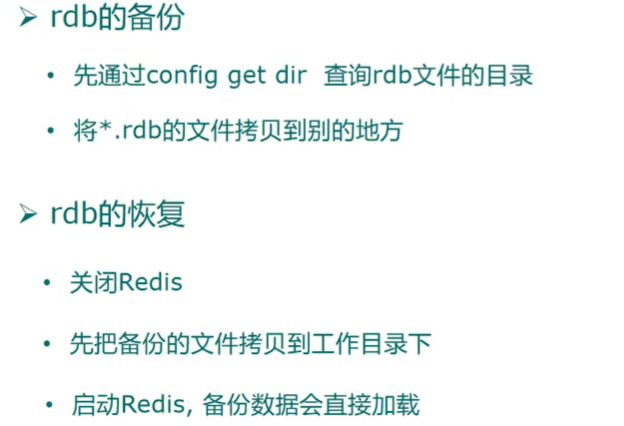 ➢ rdb的备份
• 先通过config get dir 查询rdb文件的目录
• 将*.rdb的文件拷贝到别的地方
➢ rdb的恢复
• 关闭Redis
• 先把备份的文件拷贝到工作目录下
• 启动Redis, 备份数据会直接加载